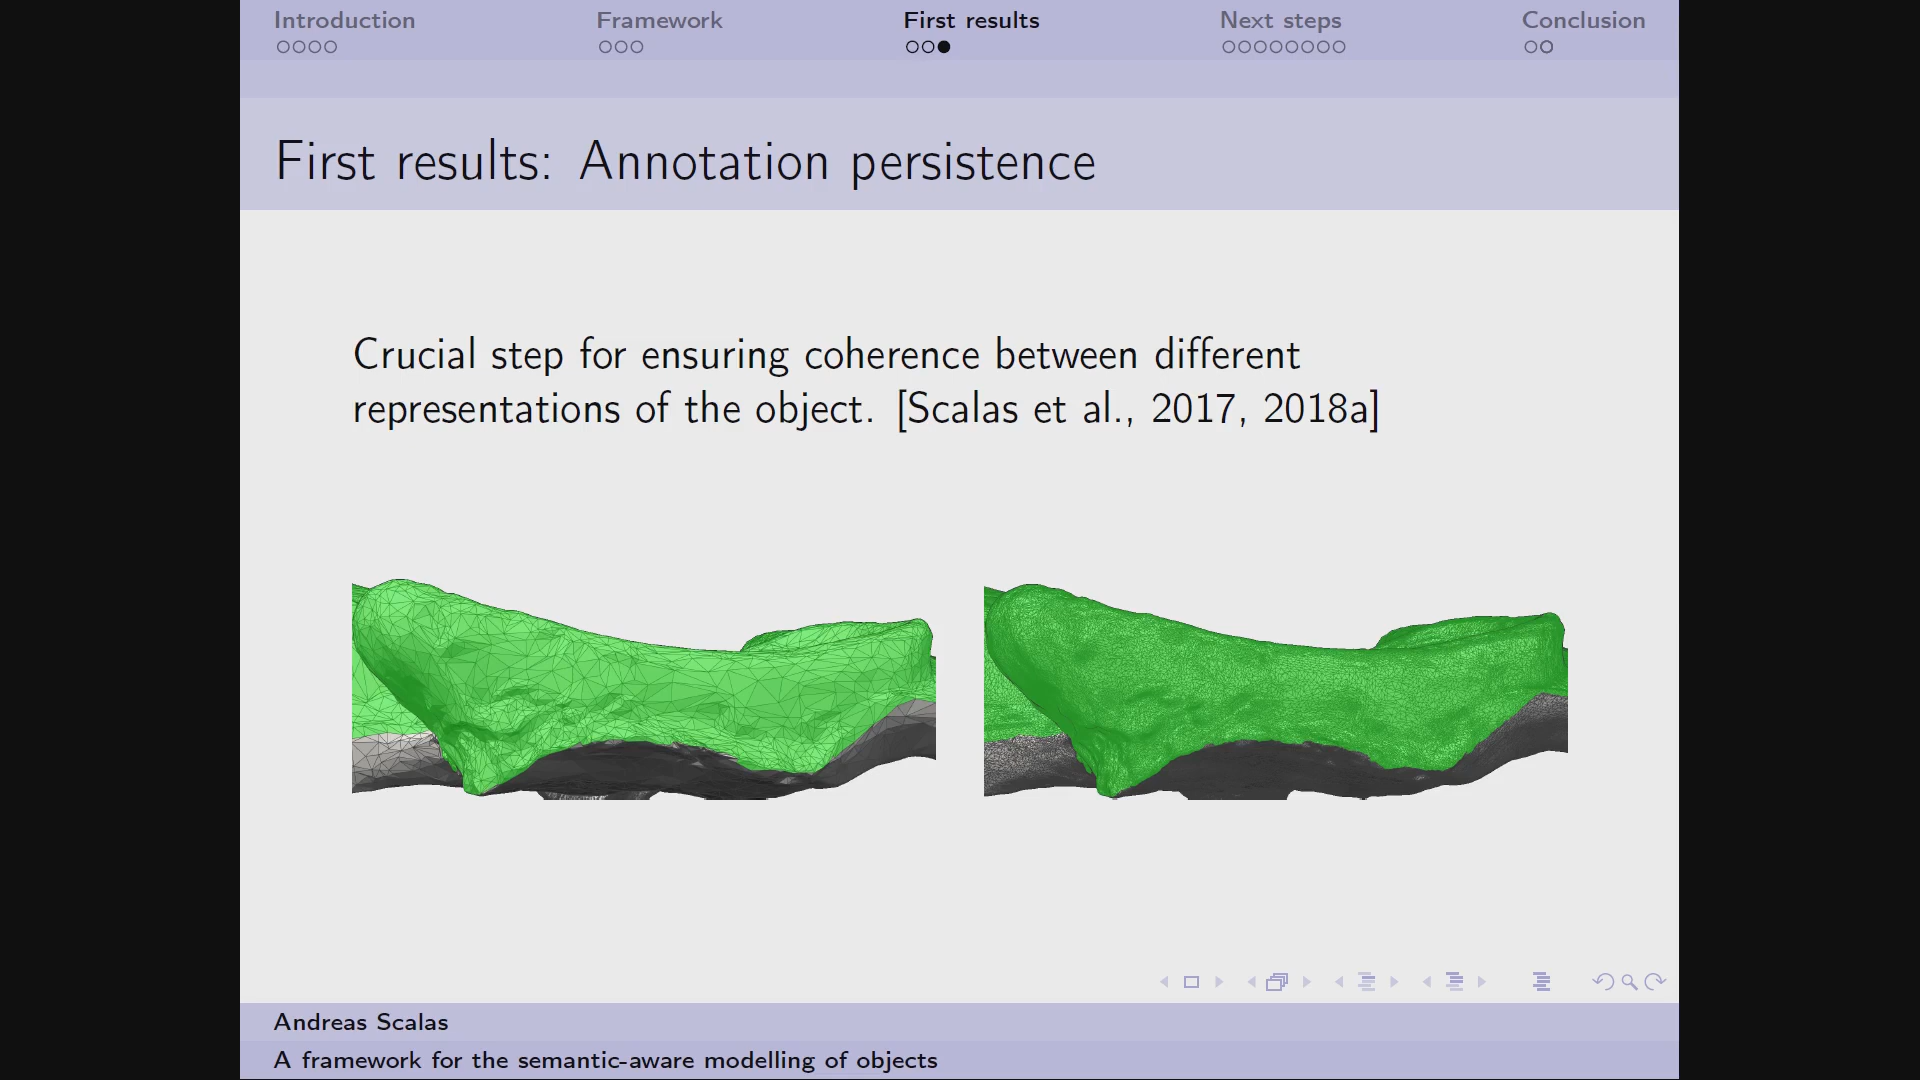 Introduction
Framework
First results
Next steps
Conclusion
First results: Annotation persistence
Crucial step for ensuring coherence between different
representations of the object. [Scalas et al., 2017, 2018a]
Andreas Scalas
A framework for the semantic-aware modelling of objects